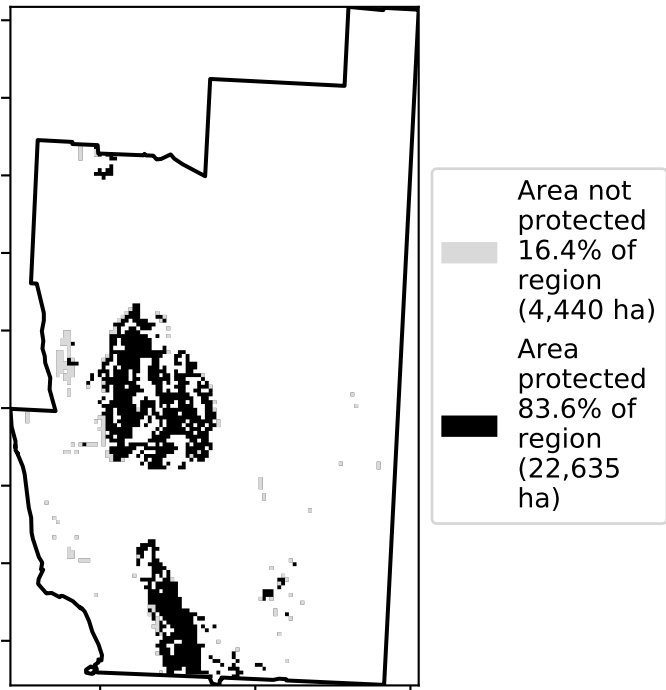 Area not
protected
16.4% of
region
(4,440 ha)
Area
protected
83.6% of
region
(22,635
ha)